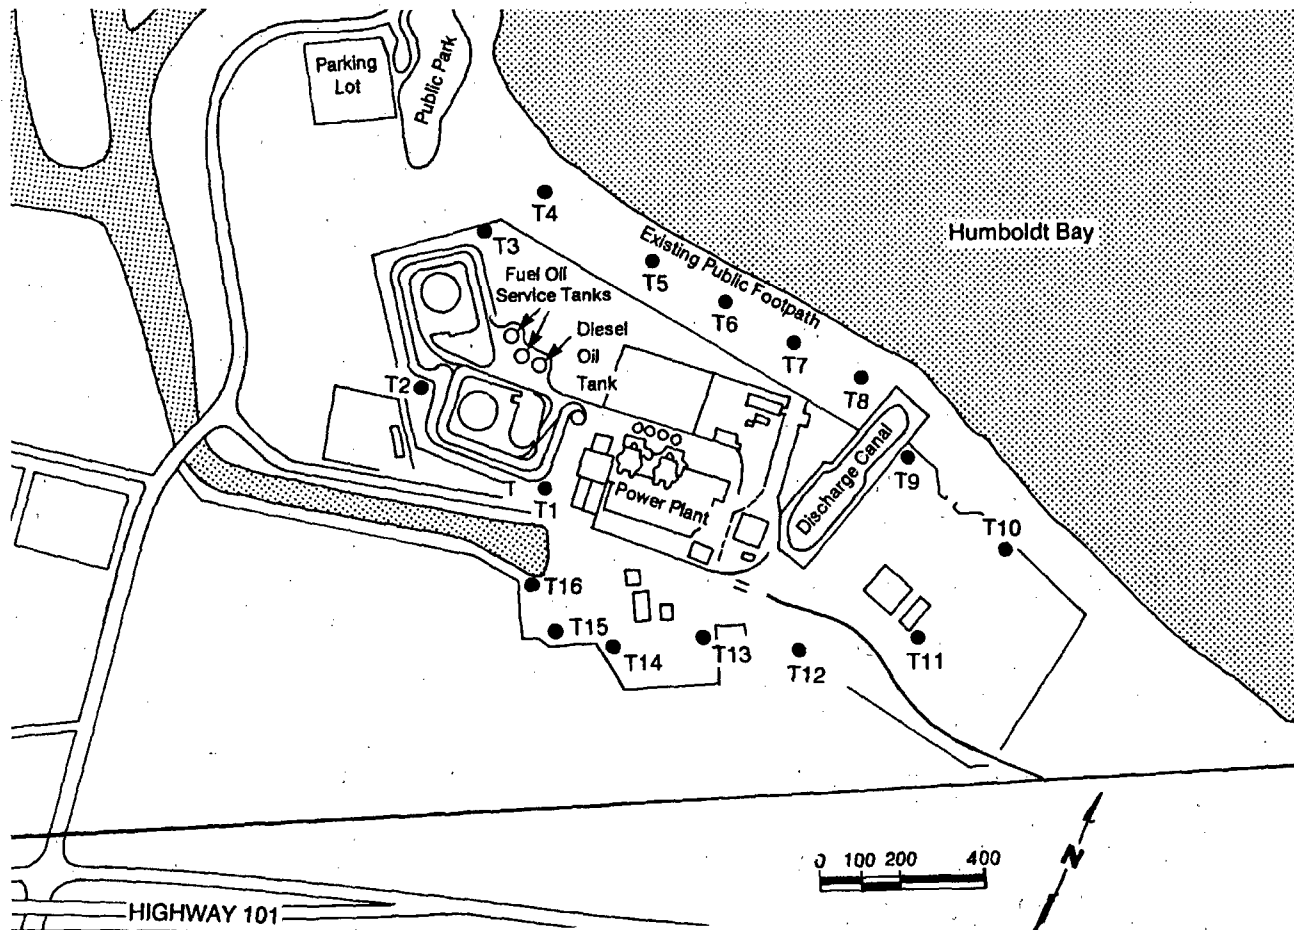 Parking
Lot
Public Park
T4
T3
Humboldt Bay
Existing Public Footpath
Fuel Oil
Service Tanks
T5
T6
Diesel
Oil
Tank
T7
T2
T8
Discharge Canal
T9
T
T1
Power Plant
T10
T16
T15
T14
T13
T12
T11
0 100 200 400
N
HIGHWAY 101